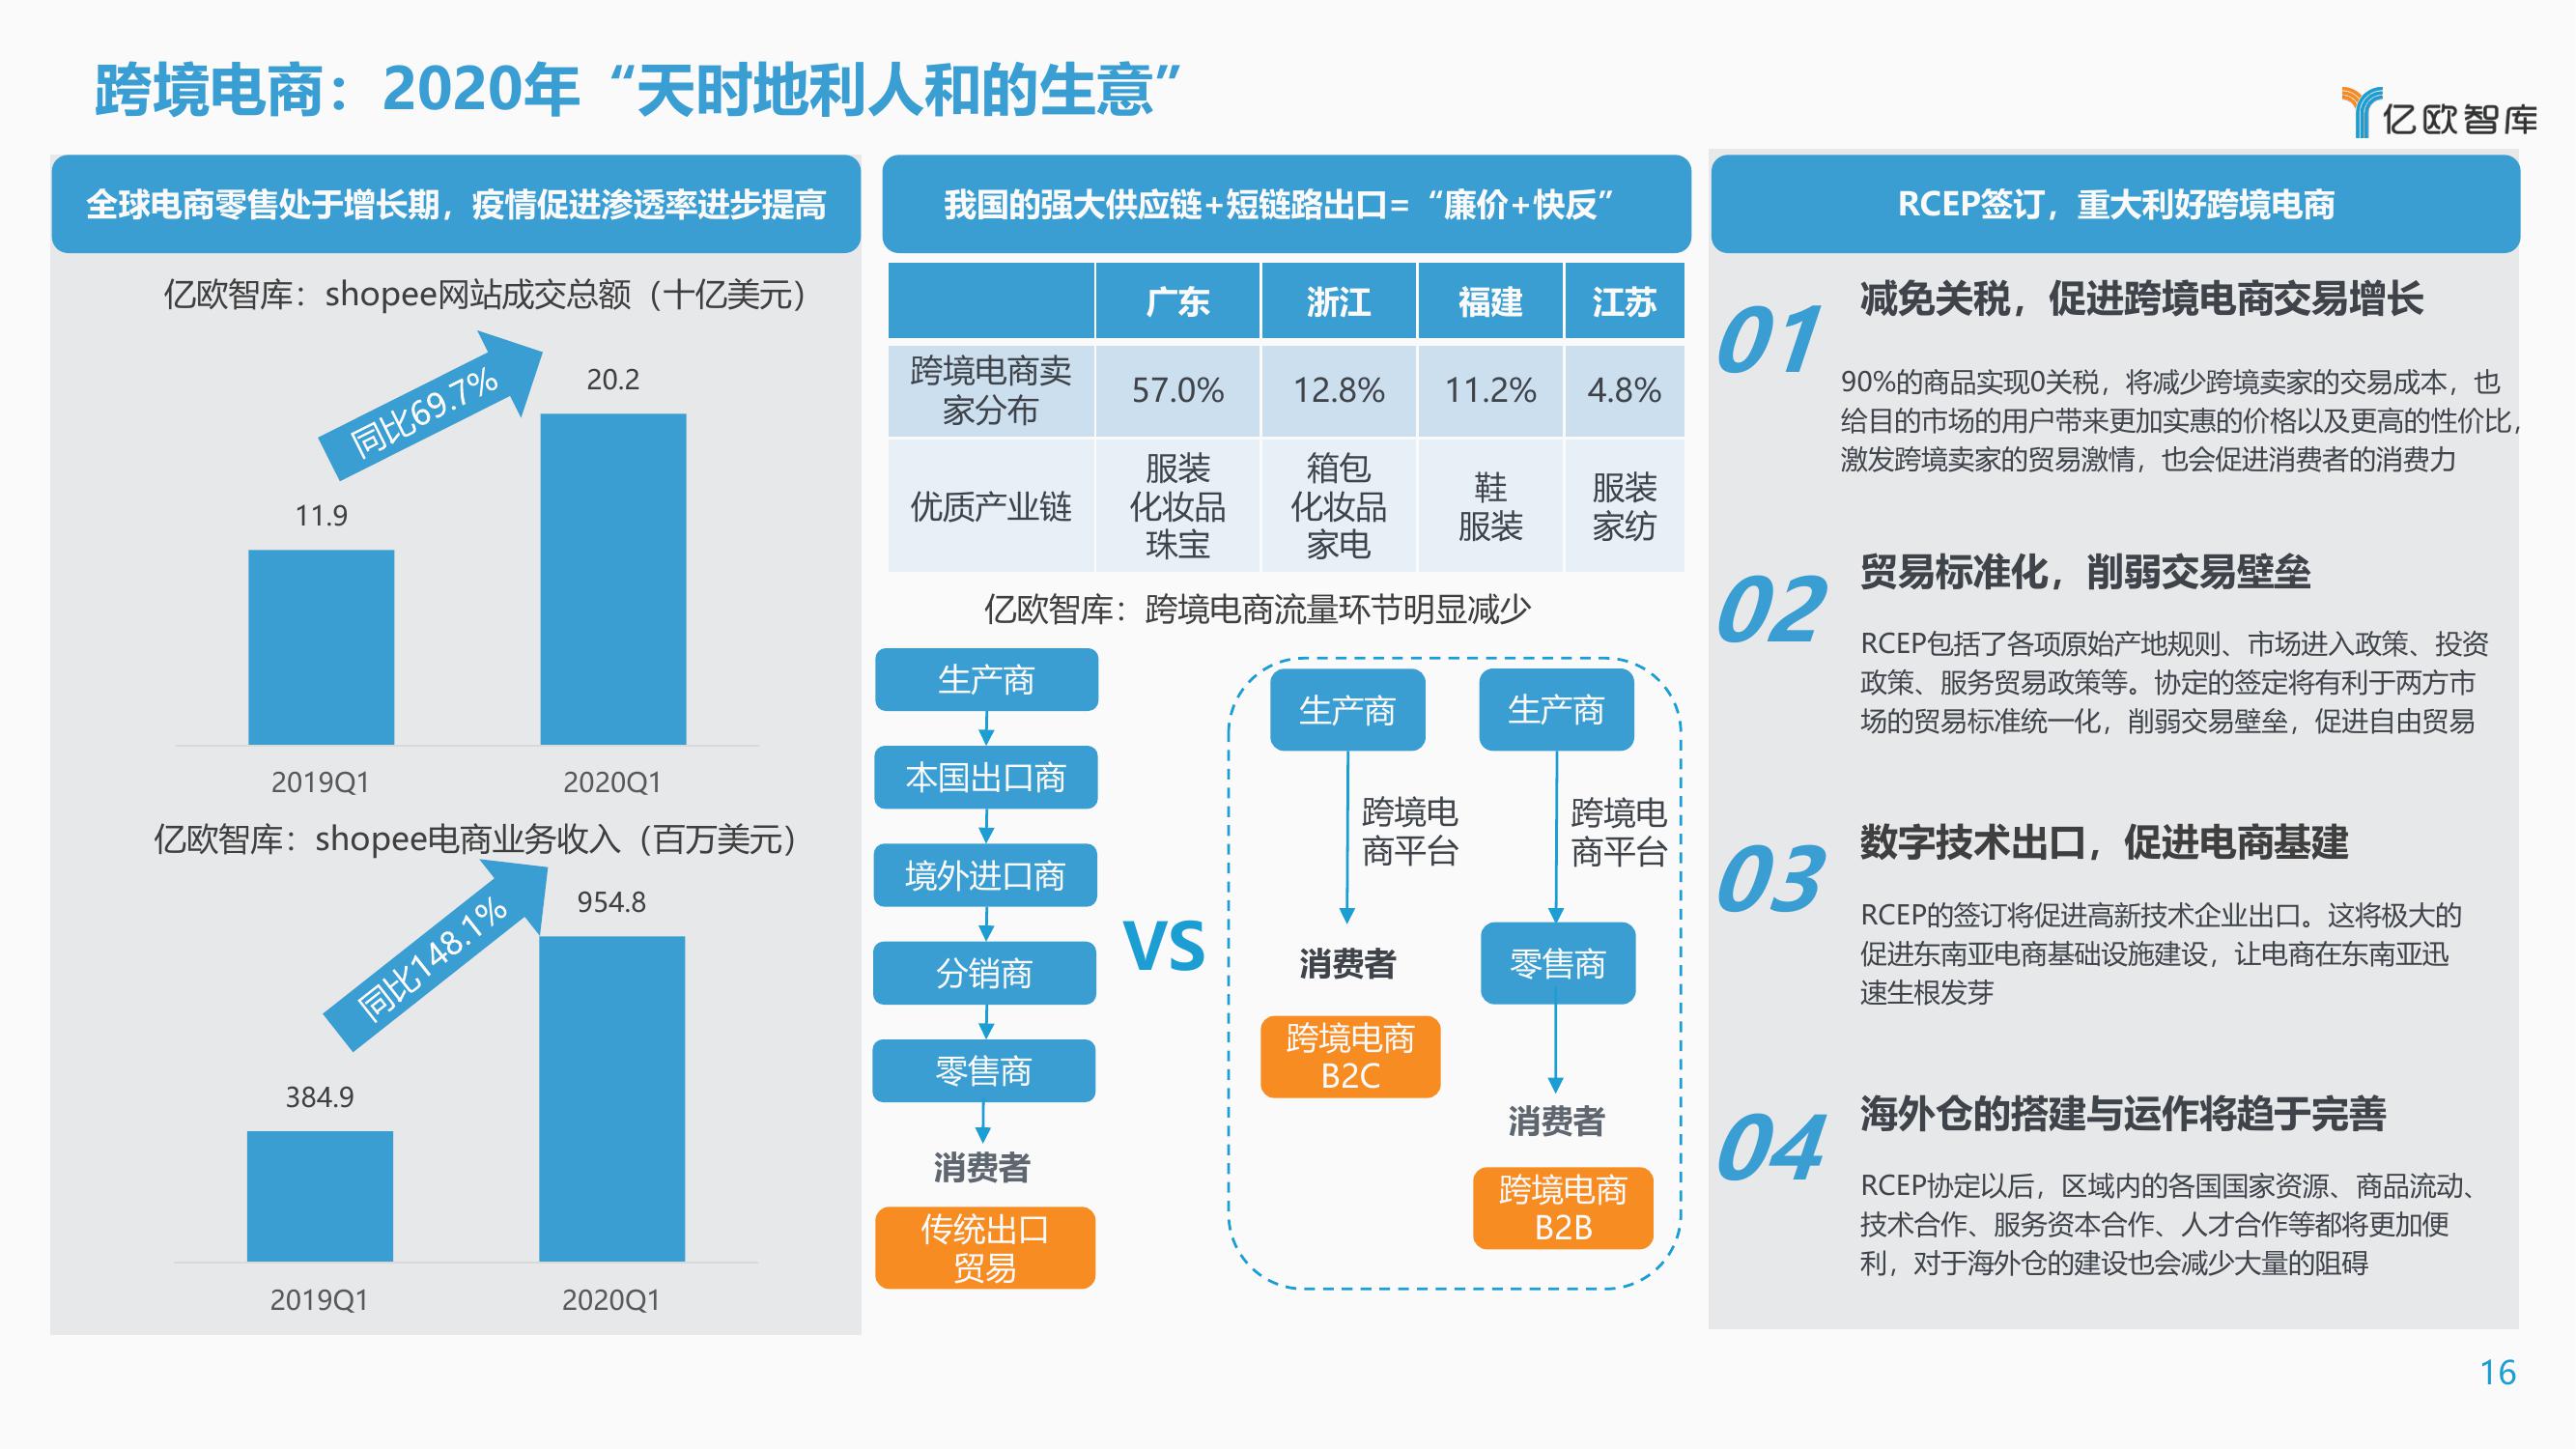 跨境电商：2020年“天时地利人和的生意”
亿欧智库
全球电商零售处于增长期，疫情促进渗透率进步提高
亿欧智库：shopee网站成交总额（十亿美元）
同比69.7%
20.2
11.9
2019Q1 2020Q1
亿欧智库：shopee电商业务收入（百万美元）
同比148.1%
954.8
384.9
2019Q1 2020Q1
我国的强大供应链+短链路出口=“廉价+快反”
广东 浙江 福建 江苏
跨境电商卖
家分布
57.0% 12.8% 11.2% 4.8%
优质产业链
服装
化妆品
珠宝
箱包
化妆品
家电
鞋
服装
服装
家纺
亿欧智库：跨境电商流量环节明显减少
生产商
本国出口商
境外进口商
分销商
零售商
消费者
传统出口
贸易
VS
生产商
跨境电
商平台
消费者
跨境电商
B2C
生产商
跨境电
商平台
零售商
消费者
跨境电商
B2B
RCEP签订，重大利好跨境电商
01
减免关税，促进跨境电商交易增长
90%的商品实现0关税，将减少跨境卖家的交易成本，也
给目的市场的用户带来更加实惠的价格以及更高的性价比，
激发跨境卖家的贸易激情，也会促进消费者的消费力
02
贸易标准化，削弱交易壁垒
RCEP包括了各项原始产地规则、市场进入政策、投资
政策、服务贸易政策等。协定的签定将有利于两方市
场的贸易标准统一化，削弱交易壁垒，促进自由贸易
03
数字技术出口，促进电商基建
RCEP的签订将促进高新技术企业出口。这将极大的
促进东南亚电商基础设施建设，让电商在东南亚迅
速生根发芽
04
海外仓的搭建与运作将趋于完善
RCEP协定以后，区域内的各国国家资源、商品流动、
技术合作、服务资本合作、人才合作等都将更加便
利，对于海外仓的建设也会减少大量的阻碍
16